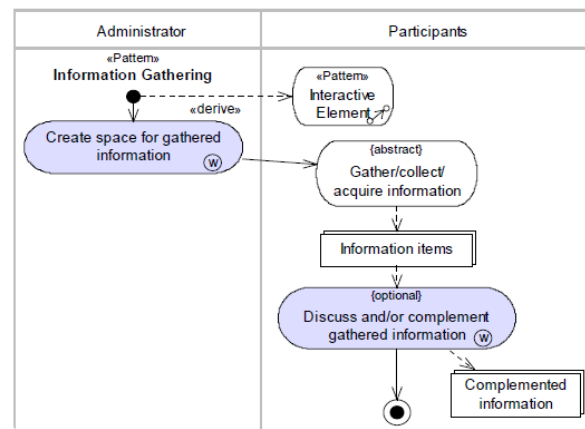 Administrator
Participants
«Pattern»
Information Gathering
«derive»
«Pattern»
Interactive
Element
Create space for gathered
information
W
{abstract}
Gather/collect/
acquire information
Information items
{optional}
Discuss and/or complement
gathered information
W
Complemented
information